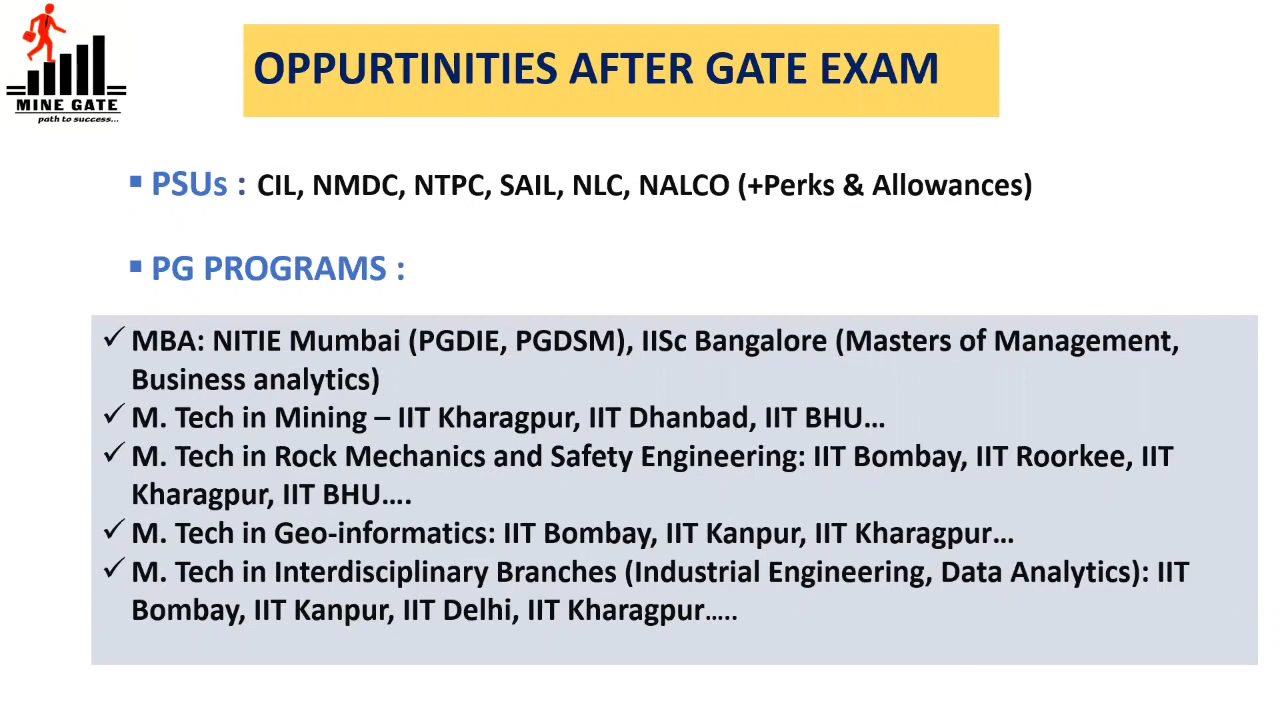 MINE GATE
path to success...
OPPURTINITIES AFTER GATE EXAM
PSUs : CIL, NMDC, NTPC, SAIL, NLC, NALCO (+Perks & Allowances)
PG PROGRAMS :
MBA: NITIE Mumbai (PGDIE, PGDSM), IISc Bangalore (Masters of Management,
Business analytics)
M. Tech in Mining – IIT Kharagpur, IIT Dhanbad, IIT BHU…
M. Tech in Rock Mechanics and Safety Engineering: IIT Bombay, IIT Roorkee, IIT
Kharagpur, IIT BHU….
M. Tech in Geo-informatics: IIT Bombay, IIT Kanpur, IIT Kharagpur…
M. Tech in Interdisciplinary Branches (Industrial Engineering, Data Analytics): IIT
Bombay, IIT Kanpur, IIT Delhi, IIT Kharagpur…..